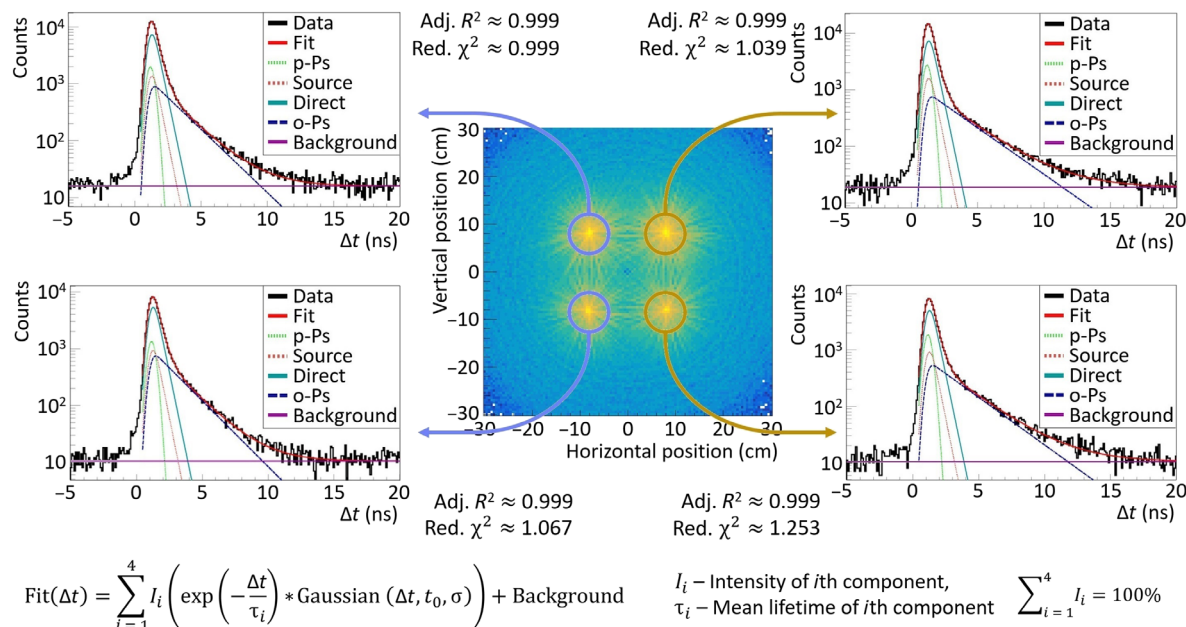 Adj. R² ≈ 0.999
Red. χ² ≈ 0.999
Adj. R² ≈ 0.999
Red. χ² ≈ 1.039
Counts
10⁴
10³
10²
10
−5
0
5
10
15
20
Δt (ns)
Data
Fit
p-Ps
Source
Direct
o-Ps
Background
Counts
10⁴
10³
10²
10
−5
0
5
10
15
20
Δt (ns)
Data
Fit
p-Ps
Source
Direct
o-Ps
Background
Vertical position (cm)
30
20
10
0
−10
−20
−30
−30
−20
−10
0
10
20
30
Horizontal position (cm)
Counts
10⁴
10³
10²
10
−5
0
5
10
15
20
Δt (ns)
Data
Fit
p-Ps
Source
Direct
o-Ps
Background
Counts
10⁴
10³
10²
10
−5
0
5
10
15
20
Δt (ns)
Data
Fit
p-Ps
Source
Direct
o-Ps
Background
Adj. R² ≈ 0.999
Red. χ² ≈ 1.067
Adj. R² ≈ 0.999
Red. χ² ≈ 1.253
Fit(Δt) = ∑⁴ᵢ₌₁ Iᵢ (exp (−Δt/τᵢ) ∗ Gaussian (Δt, t₀, σ)) + Background
Iᵢ – Intensity of ith component,
τᵢ – Mean lifetime of ith component
∑⁴ᵢ₌₁ Iᵢ = 100%